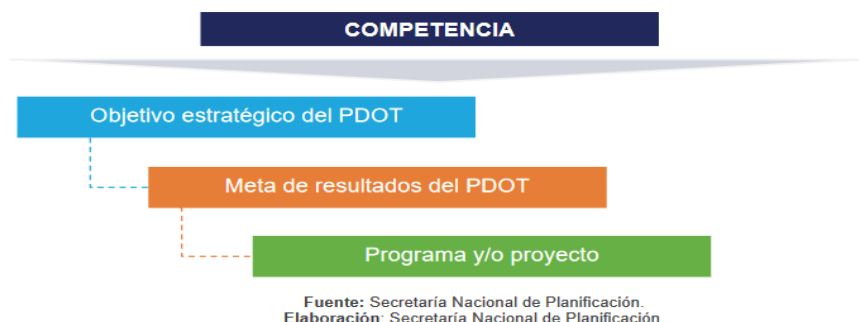 COMPETENCIA
Objetivo estratégico del PDOT
Meta de resultados del PDOT
Programa y/o proyecto
Fuente: Secretaría Nacional de Planificación.
Elaboración: Secretaría Nacional de Planificación